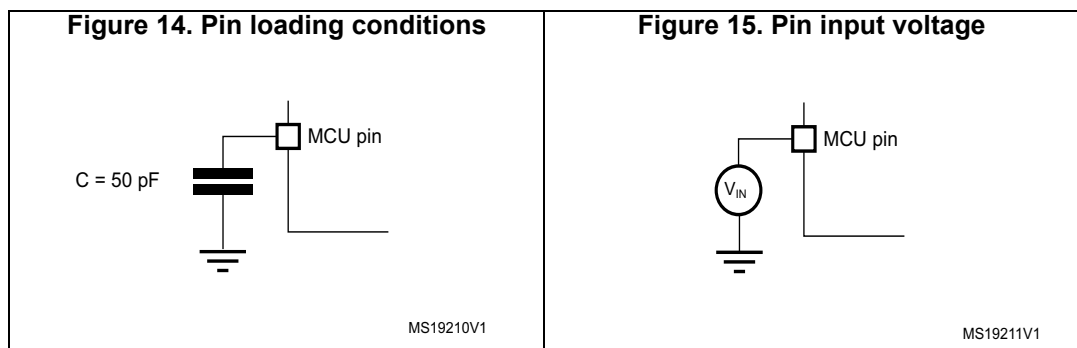 Figure 14. Pin loading conditions
MCU pin
C = 50 pF
MS19210V1
Figure 15. Pin input voltage
MCU pin
VIN
MS19211V1